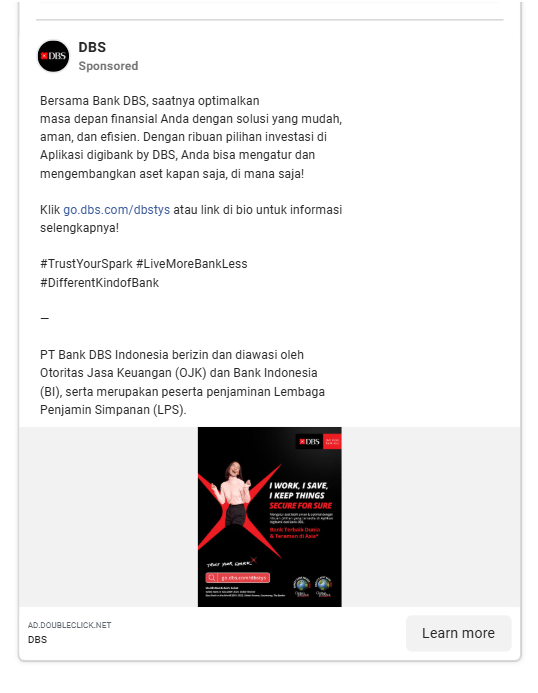 DBS
DBS
Sponsored
Bersama Bank DBS, saatnya optimalkan
masa depan finansial Anda dengan solusi yang mudah,
aman, dan efisien. Dengan ribuan pilihan investasi di
Aplikasi digibank by DBS, Anda bisa mengatur dan
mengembangkan aset kapan saja, di mana saja!
Klik go.dbs.com/dbstys atau link di bio untuk informasi
selengkapnya!
#TrustYourSpark #LiveMoreBankLess
#DifferentKindofBank
—
PT Bank DBS Indonesia berizin dan diawasi oleh
Otoritas Jasa Keuangan (OJK) dan Bank Indonesia
(BI), serta merupakan peserta penjaminan Lembaga
Penjamin Simpanan (LPS).
DBS
I WORK, I SAVE,
I KEEP THINGS
SECURE FOR SURE
Bank Terbaik Dunia
& Teraman di Asia*
TRUST YOUR SPARK
go.dbs.com/dbstys
AD.DOUBLECLICK.NET
DBS
Learn more